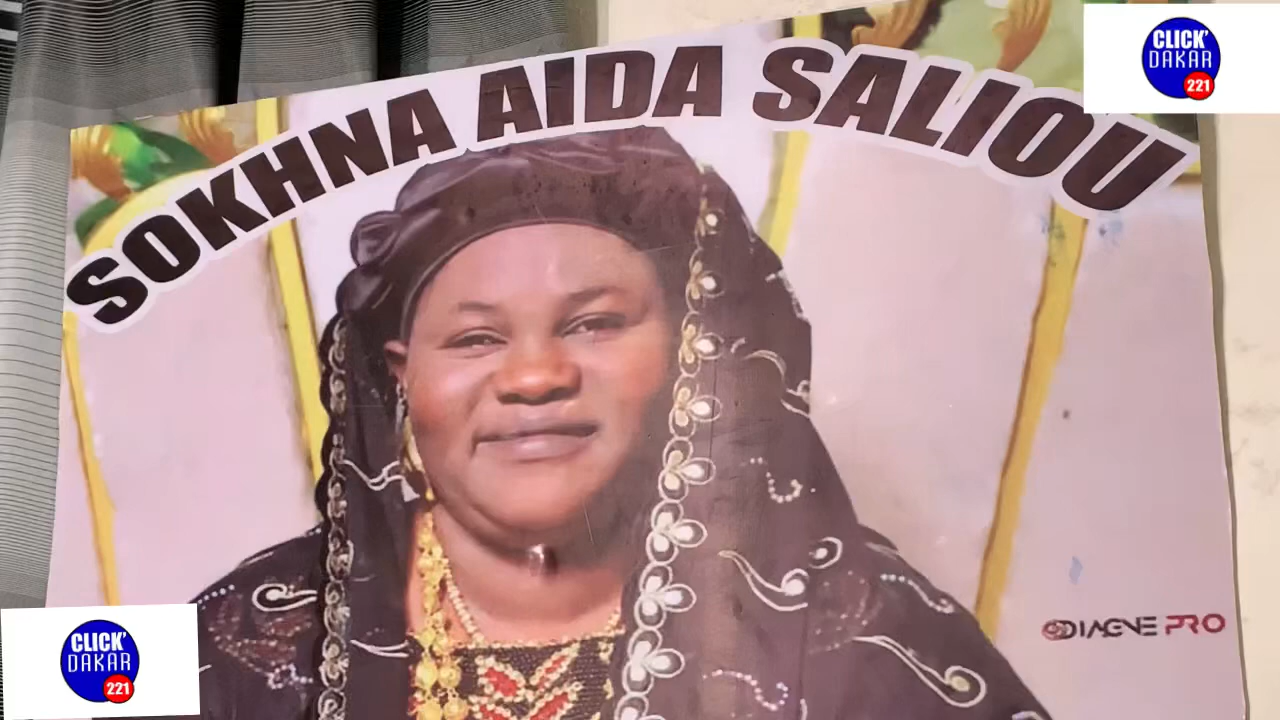 SOKHNA AIDA SALIOU
CLICK'
DAKAR
221
DIAGNE PRO
CLICK'
DAKAR
221